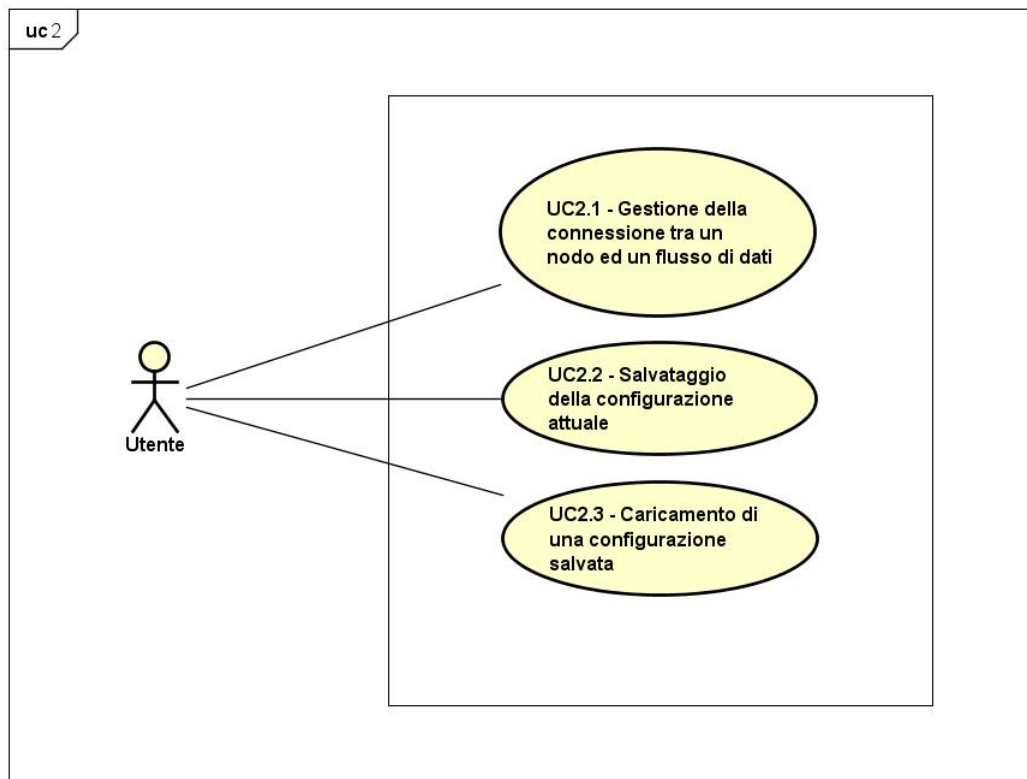 uc 2
UC2.1 - Gestione della
connessione tra un
nodo ed un flusso di dati
UC2.2 - Salvataggio
della configurazione
attuale
Utente
UC2.3 - Caricamento di
una configurazione
salvata